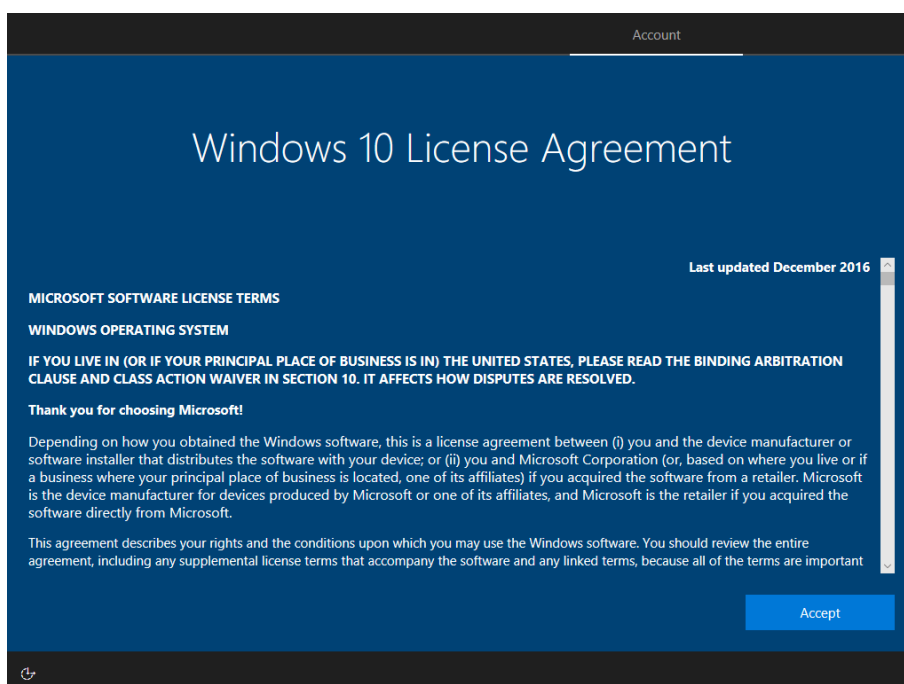 Account
Windows 10 License Agreement
Last updated December 2016
MICROSOFT SOFTWARE LICENSE TERMS
WINDOWS OPERATING SYSTEM
IF YOU LIVE IN (OR IF YOUR PRINCIPAL PLACE OF BUSINESS IS IN) THE UNITED STATES, PLEASE READ THE BINDING ARBITRATION
CLAUSE AND CLASS ACTION WAIVER IN SECTION 10. IT AFFECTS HOW DISPUTES ARE RESOLVED.
Thank you for choosing Microsoft!
Depending on how you obtained the Windows software, this is a license agreement between (i) you and the device manufacturer or
software installer that distributes the software with your device; or (ii) you and Microsoft Corporation (or, based on where you live or if
a business where your principal place of business is located, one of its affiliates) if you acquired the software from a retailer. Microsoft
is the device manufacturer for devices produced by Microsoft or one of its affiliates, and Microsoft is the retailer if you acquired the
software directly from Microsoft.
This agreement describes your rights and the conditions upon which you may use the Windows software. You should review the entire
agreement, including any supplemental license terms that accompany the software and any linked terms, because all of the terms are important
Accept